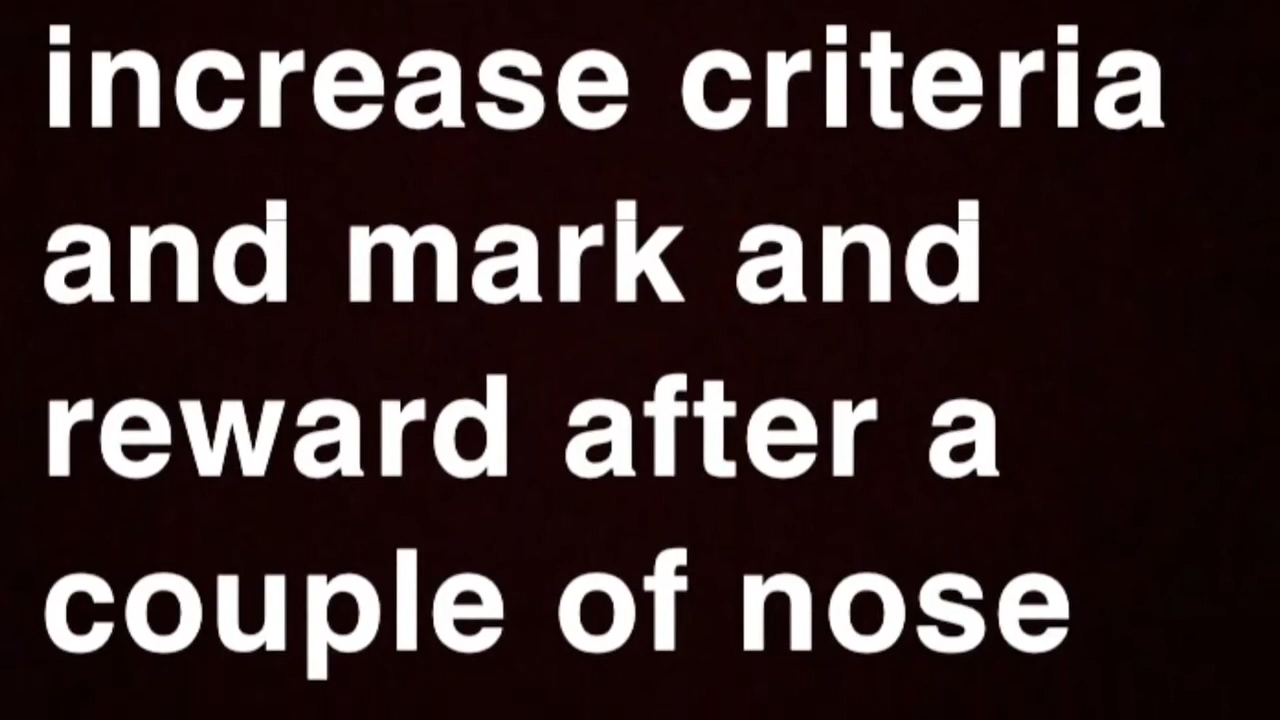 increase criteria
and mark and
reward after a
couple of nose